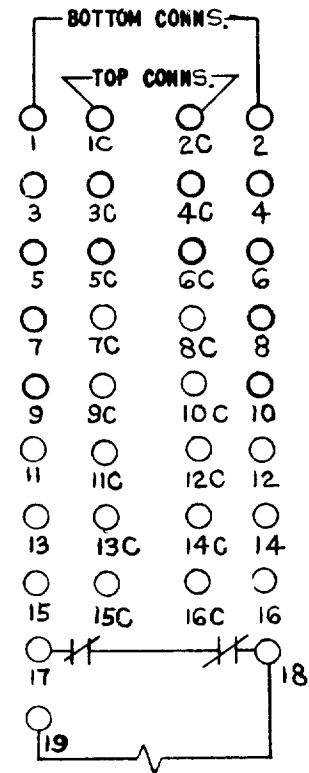 BOTTOM CONNS.
TOP CONNS.
1 1C 2C 2
3 3C 4C 4
5 5C 6C 6
7 7C 8C 8
9 9C 10C 10
11 11C 12C 12
13 13C 14C 14
15 15C 16C 16
17 18
19